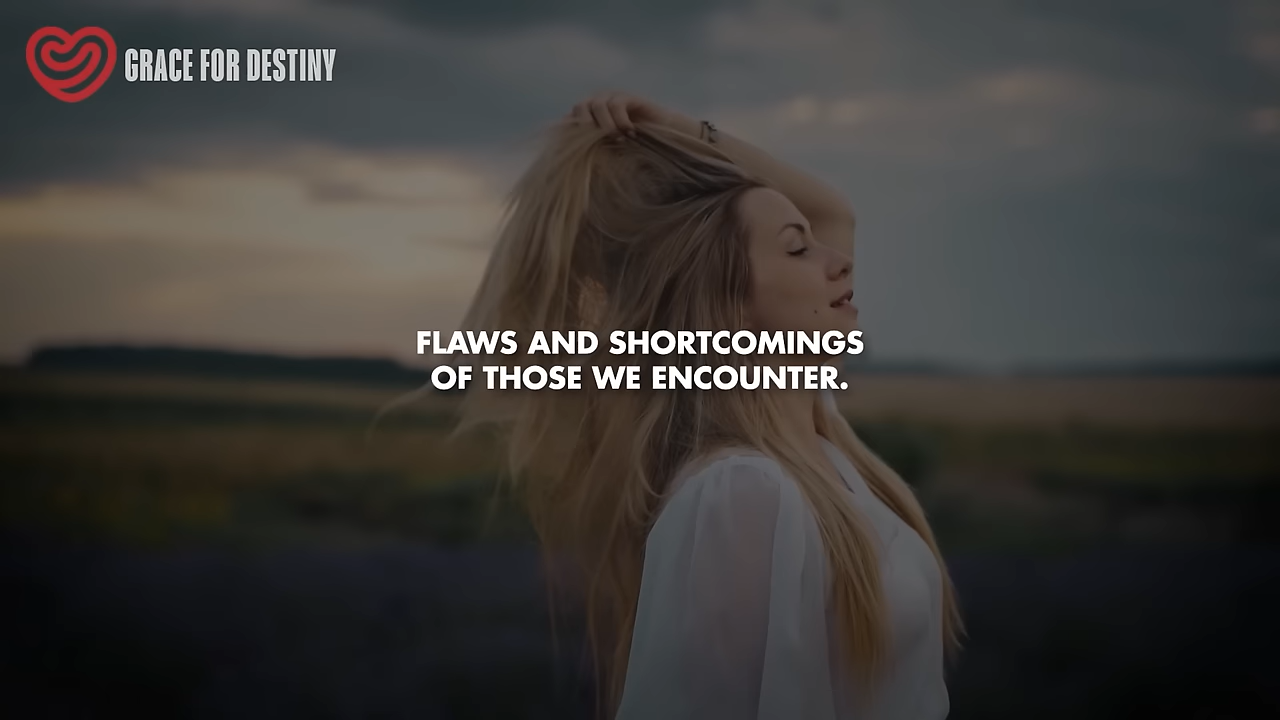 GRACE FOR DESTINY
FLAWS AND SHORTCOMINGS
OF THOSE WE ENCOUNTER.